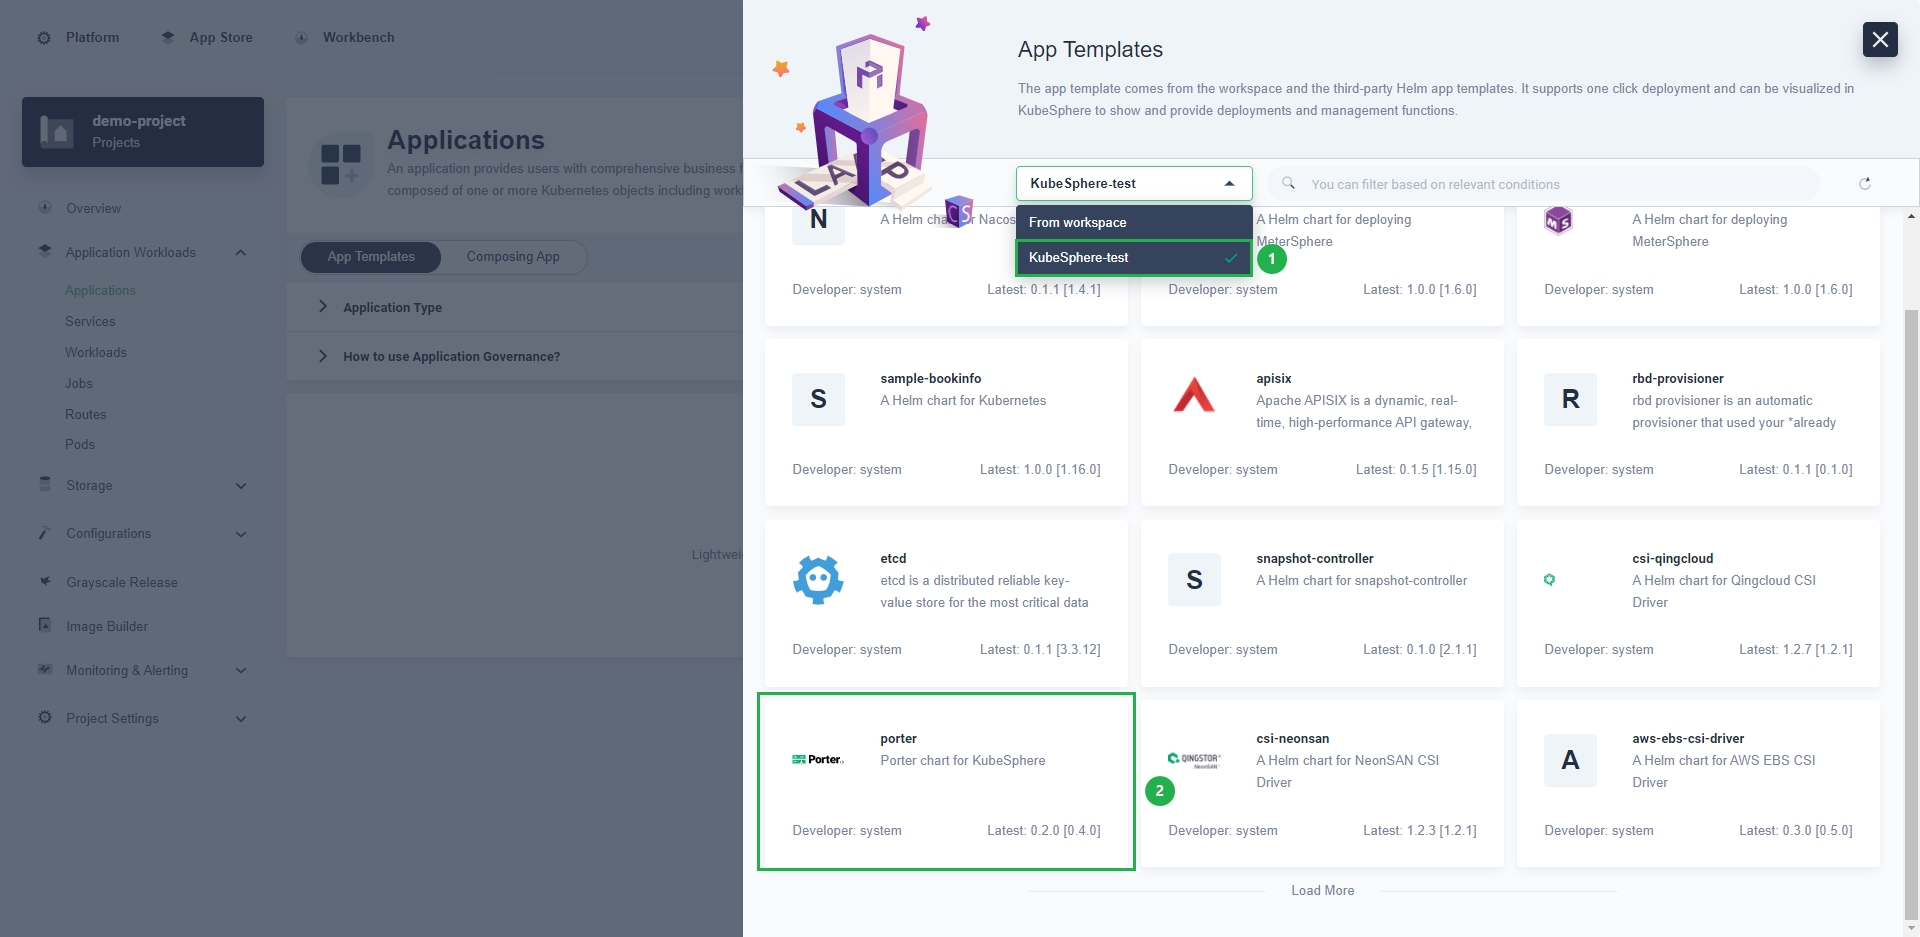 Platform
App Store
Workbench
demo-project
Projects
Overview
Application Workloads
Applications
Services
Workloads
Jobs
Routes
Pods
Storage
Configurations
Grayscale Release
Image Builder
Monitoring & Alerting
Project Settings
Applications
An application provides users with comprehensive business f
composed of one or more Kubernetes objects including work
App Templates
Composing App
Application Type
How to use Application Governance?
Lightwei
App Templates
The app template comes from the workspace and the third-party Helm app templates. It supports one click deployment and can be visualized in
KubeSphere to show and provide deployments and management functions.
KubeSphere-test
You can filter based on relevant conditions
From workspace
KubeSphere-test
1
N
A Helm cha r Nacos
Developer: system
Latest: 0.1.1 [1.4.1]
A Helm chart for deploying
MeterSphere
Developer: system
Latest: 1.0.0 [1.6.0]
MS
A Helm chart for deploying
MeterSphere
Developer: system
Latest: 1.0.0 [1.6.0]
S
sample-bookinfo
A Helm chart for Kubernetes
Developer: system
Latest: 1.0.0 [1.16.0]
apisix
Apache APISIX is a dynamic, real-
time, high-performance API gateway,
Developer: system
Latest: 0.1.5 [1.15.0]
R
rbd-provisioner
rbd provisioner is an automatic
provisioner that used your *already
Developer: system
Latest: 0.1.1 [0.1.0]
etcd
etcd is a distributed reliable key-
value store for the most critical data
Developer: system
Latest: 0.1.1 [3.3.12]
S
snapshot-controller
A Helm chart for snapshot-controller
Developer: system
Latest: 0.1.0 [2.1.1]
csi-qingcloud
A Helm chart for Qingcloud CSI
Driver
Developer: system
Latest: 1.2.7 [1.2.1]
Porter
porter
Porter chart for KubeSphere
Developer: system
Latest: 0.2.0 [0.4.0]
2
QINGSTOR
NeonSAN
csi-neonsan
A Helm chart for NeonSAN CSI
Driver
Developer: system
Latest: 1.2.3 [1.2.1]
A
aws-ebs-csi-driver
A Helm chart for AWS EBS CSI
Driver
Developer: system
Latest: 0.3.0 [0.5.0]
Load More